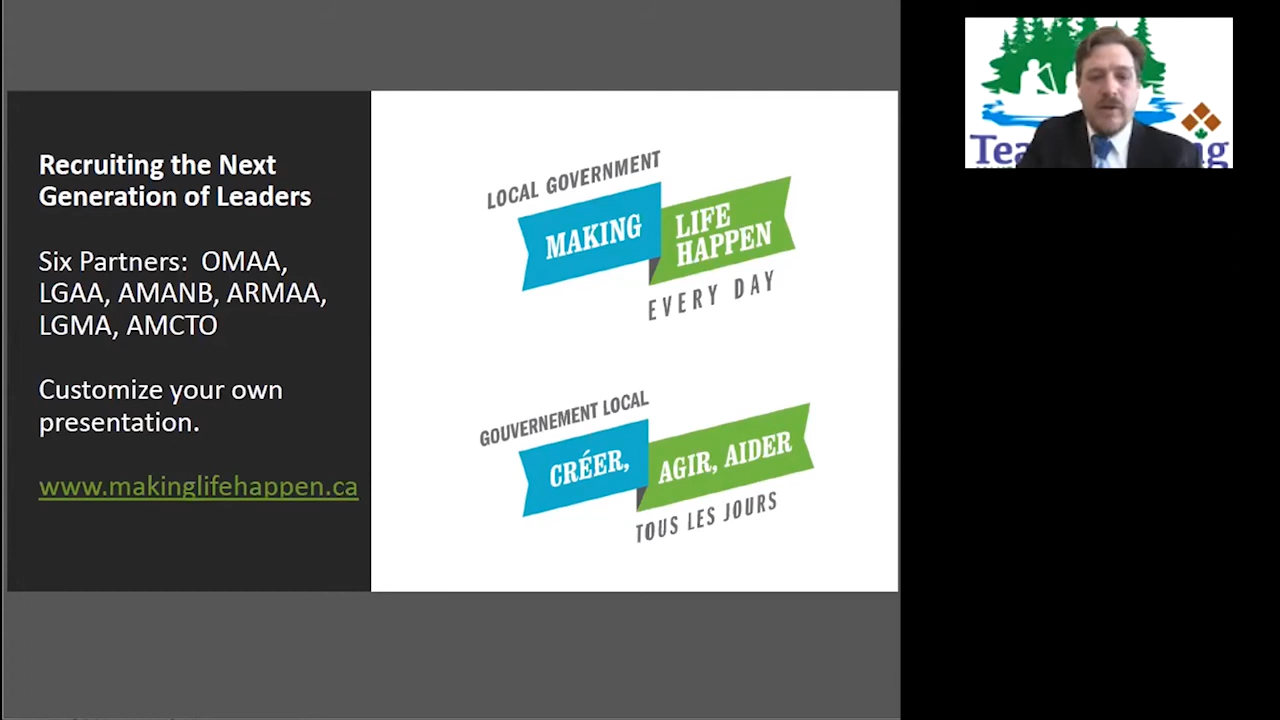 Recruiting the Next
Generation of Leaders
Six Partners: OMAA,
LGAA, AMANB, ARMAA,
LGMA, AMCTO
Customize your own
presentation.
www.makinglifehappen.ca
LOCAL GOVERNMENT
MAKING LIFE
HAPPEN
EVERY DAY
GOUVERNEMENT LOCAL
CRÉER, AGIR, AIDER
TOUS LES JOURS